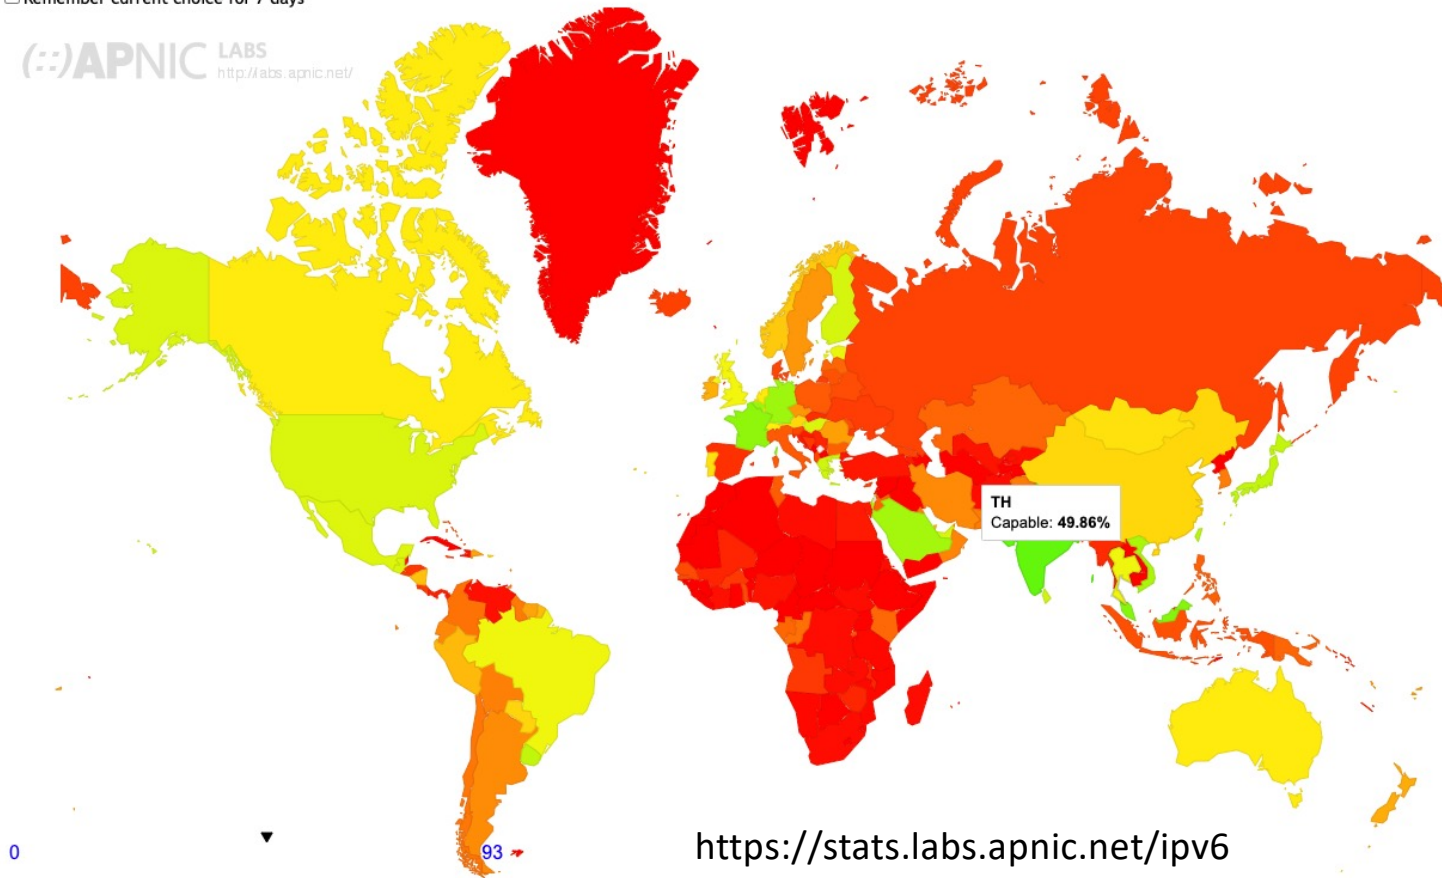 Remember current choice for 7 days
(::)APNIC LABS
http://labs.apnic.net/
TH
Capable: 49.86%
0
93
https://stats.labs.apnic.net/ipv6